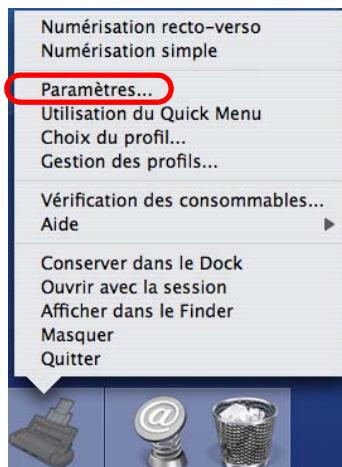 Numérisation recto-verso
Numérisation simple
Paramètres...
Utilisation du Quick Menu
Choix du profil...
Gestion des profils...
Vérification des consommables...
Aide
Conserver dans le Dock
Ouvrir avec la session
Afficher dans le Finder
Masquer
Quitter
@